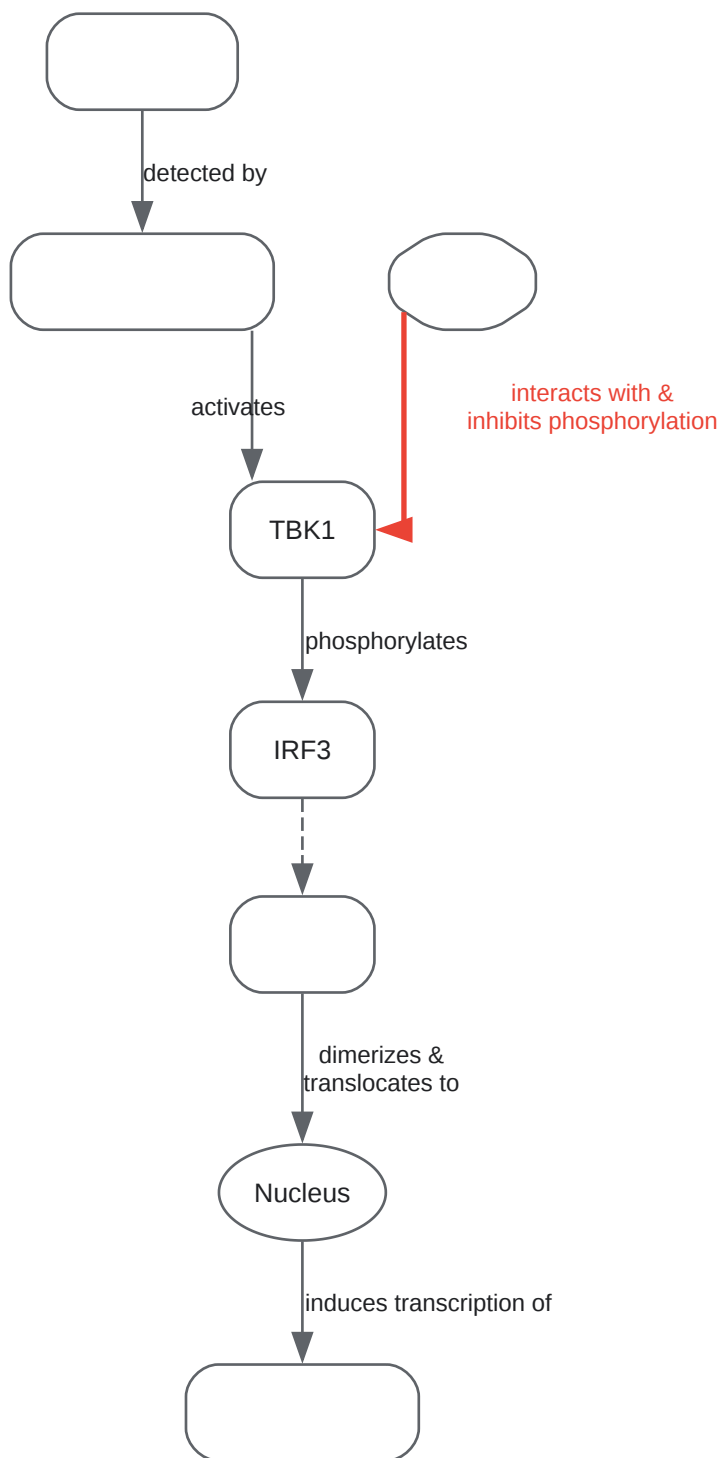 detected by
activates
interacts with &
inhibits phosphorylation
TBK1
phosphorylates
IRF3
dimerizes &
translocates to
Nucleus
induces transcription of